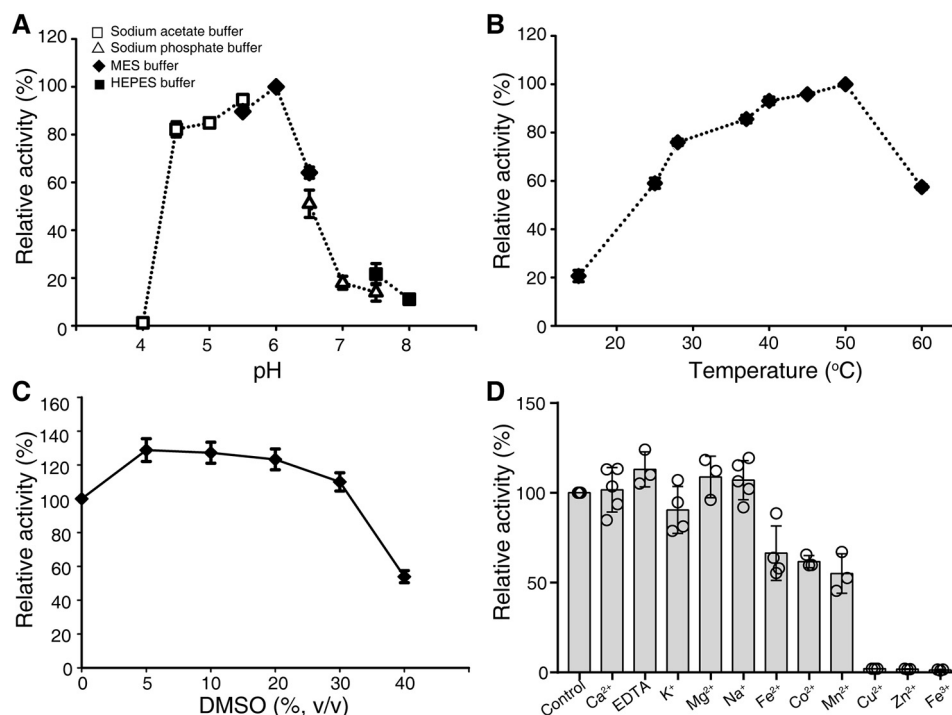 A
Sodium acetate buffer
Sodium phosphate buffer
MES buffer
HEPES buffer
Relative activity (%)
120
100
80
60
40
20
0
4 5 6 7 8
pH
B
Relative activity (%)
120
100
80
60
40
20
0
20 40 60
30 50
Temperature (°C)
C
Relative activity (%)
160
140
120
100
80
60
40
20
0
0 5 10 20 30 40
DMSO (%, v/v)
D
Relative activity (%)
150
100
50
0
Control Ca²⁺ EDTA K⁺ Mg²⁺ Na⁺ Fe²⁺ Co²⁺ Mn²⁺ Cu²⁺ Zn²⁺ Fe³⁺